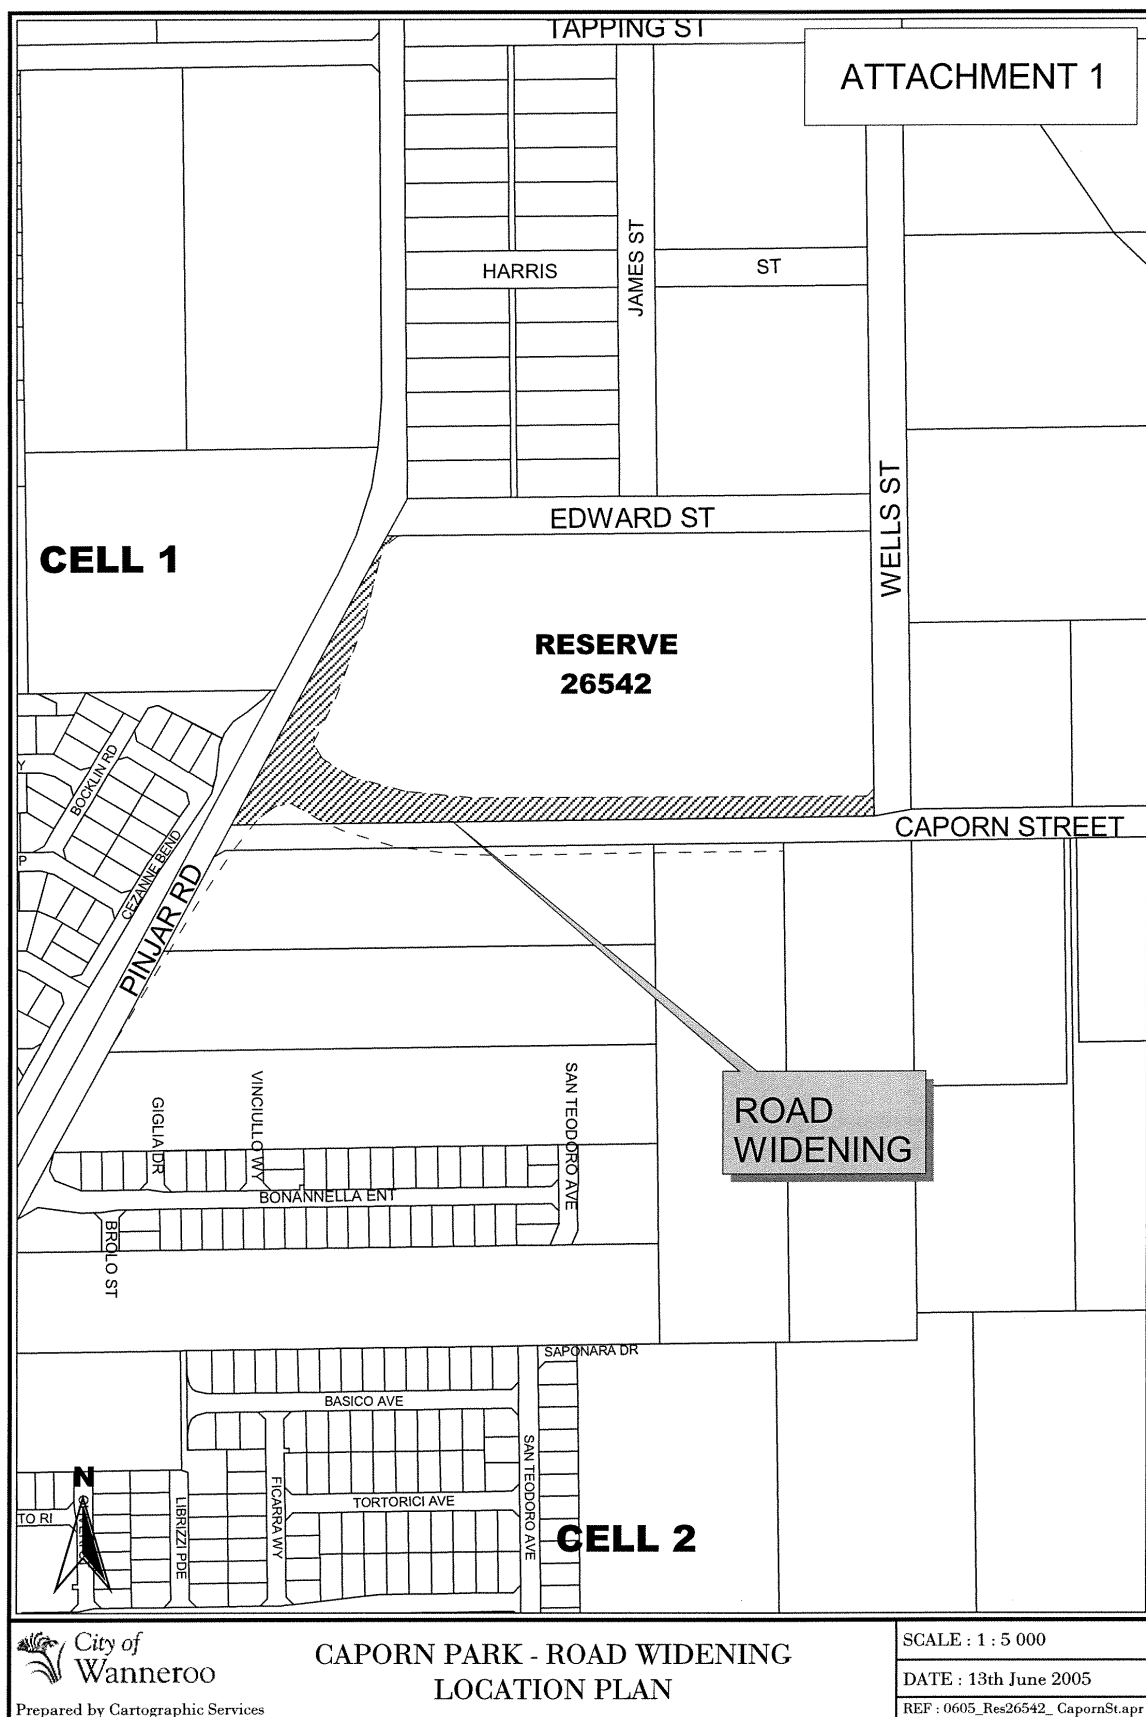 TAPPING ST
ATTACHMENT 1
HARRIS
ST
JAMES ST
WELLS ST
EDWARD ST
CELL 1
RESERVE
26542
Y
BOCKLIN RD
P
CEZANNE BEND
PINJAR RD
CAPORN STREET
ROAD
WIDENING
GIGLIA DR
VINCIULLO WY
SAN TEODORO AVE
BONANNELLA ENT
BROLO ST
SAPONARA DR
BASICO AVE
SAN TEODORO AVE
N
TO RI
LIBRIZZI PDE
FICARRA WY
TORTORICI AVE
CELL 2
City of
Wanneroo
Prepared by Cartographic Services
CAPORN PARK - ROAD WIDENING
LOCATION PLAN
SCALE : 1 : 5 000
DATE : 13th June 2005
REF : 0605_Res26542_ CapornSt.apr